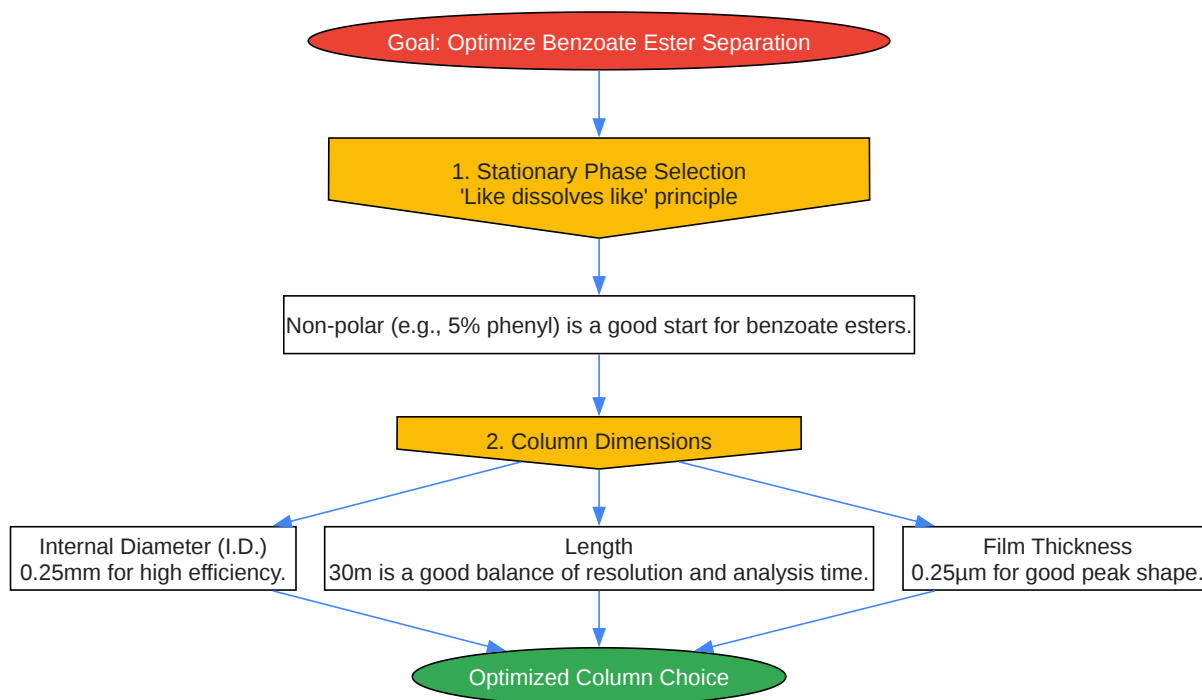 Goal: Optimize Benzoate Ester Separation
1. Stationary Phase Selection
'Like dissolves like' principle
Non-polar (e.g., 5% phenyl) is a good start for benzoate esters.
2. Column Dimensions
Internal Diameter (I.D.)
0.25mm for high efficiency.
Length
30m is a good balance of resolution and analysis time.
Film Thickness
0.25µm for good peak shape.
Optimized Column Choice